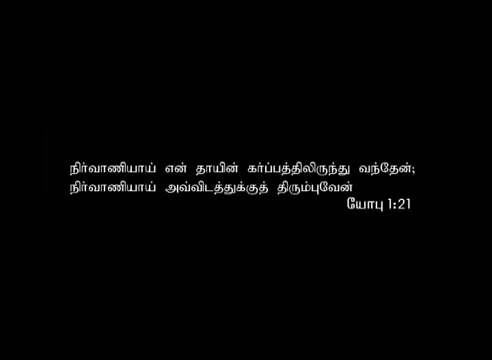 நிர்வாணியாய் என் தாயின் கர்ப்பத்திலிருந்து வந்தேன்;
நிர்வாணியாய் அவ்விடத்துக்குத் திரும்புவேன்
யோபு 1:21